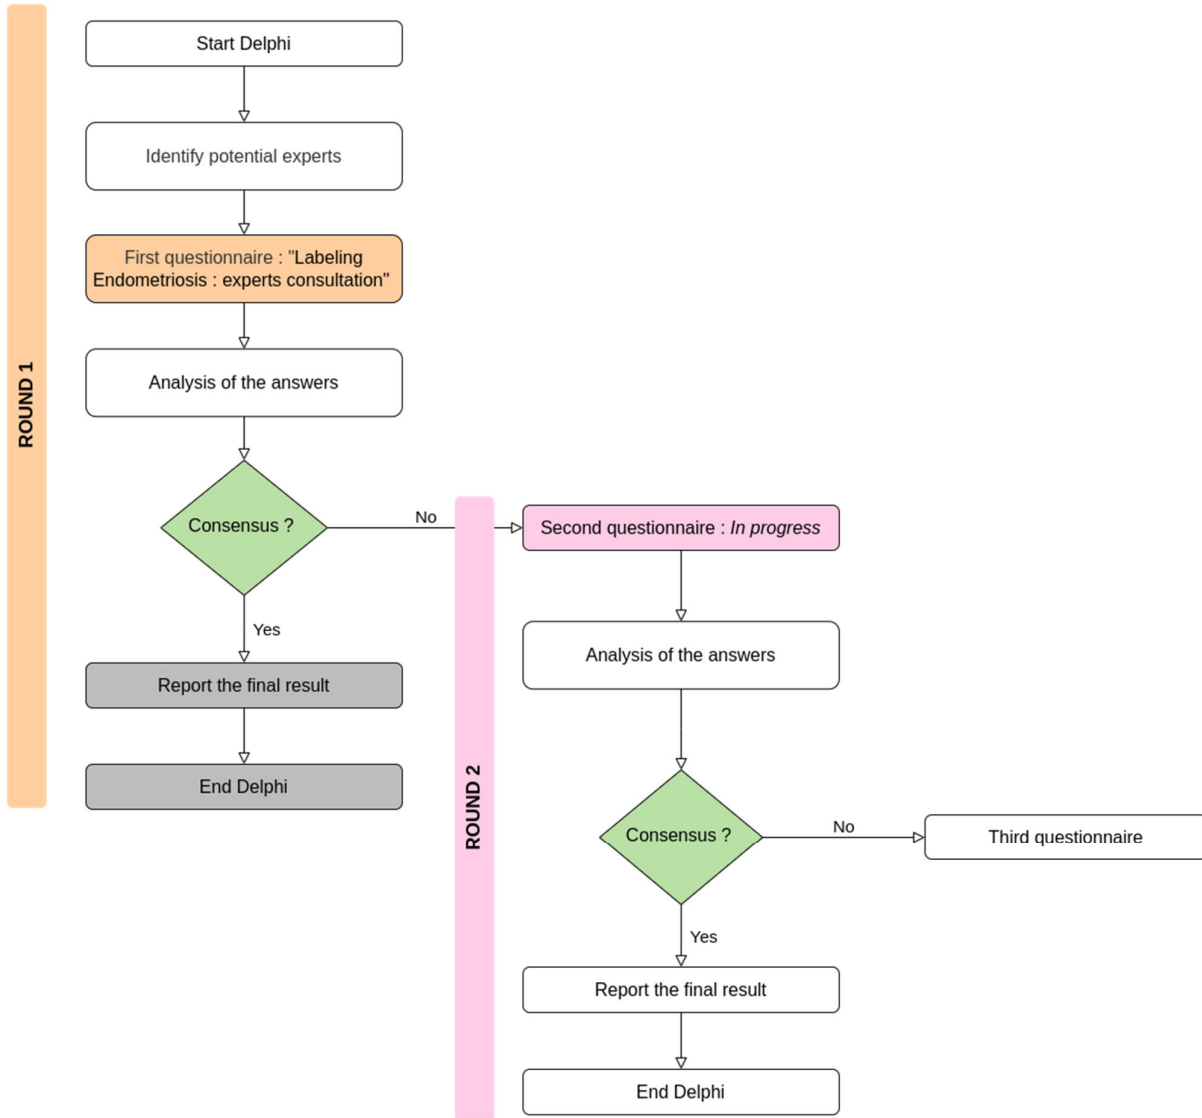 ROUND 1
Start Delphi
Identify potential experts
First questionnaire : "Labeling
Endometriosis : experts consultation"
Analysis of the answers
Consensus ?
No
Yes
Report the final result
End Delphi
ROUND 2
Second questionnaire : In progress
Analysis of the answers
Consensus ?
No
Third questionnaire
Yes
Report the final result
End Delphi